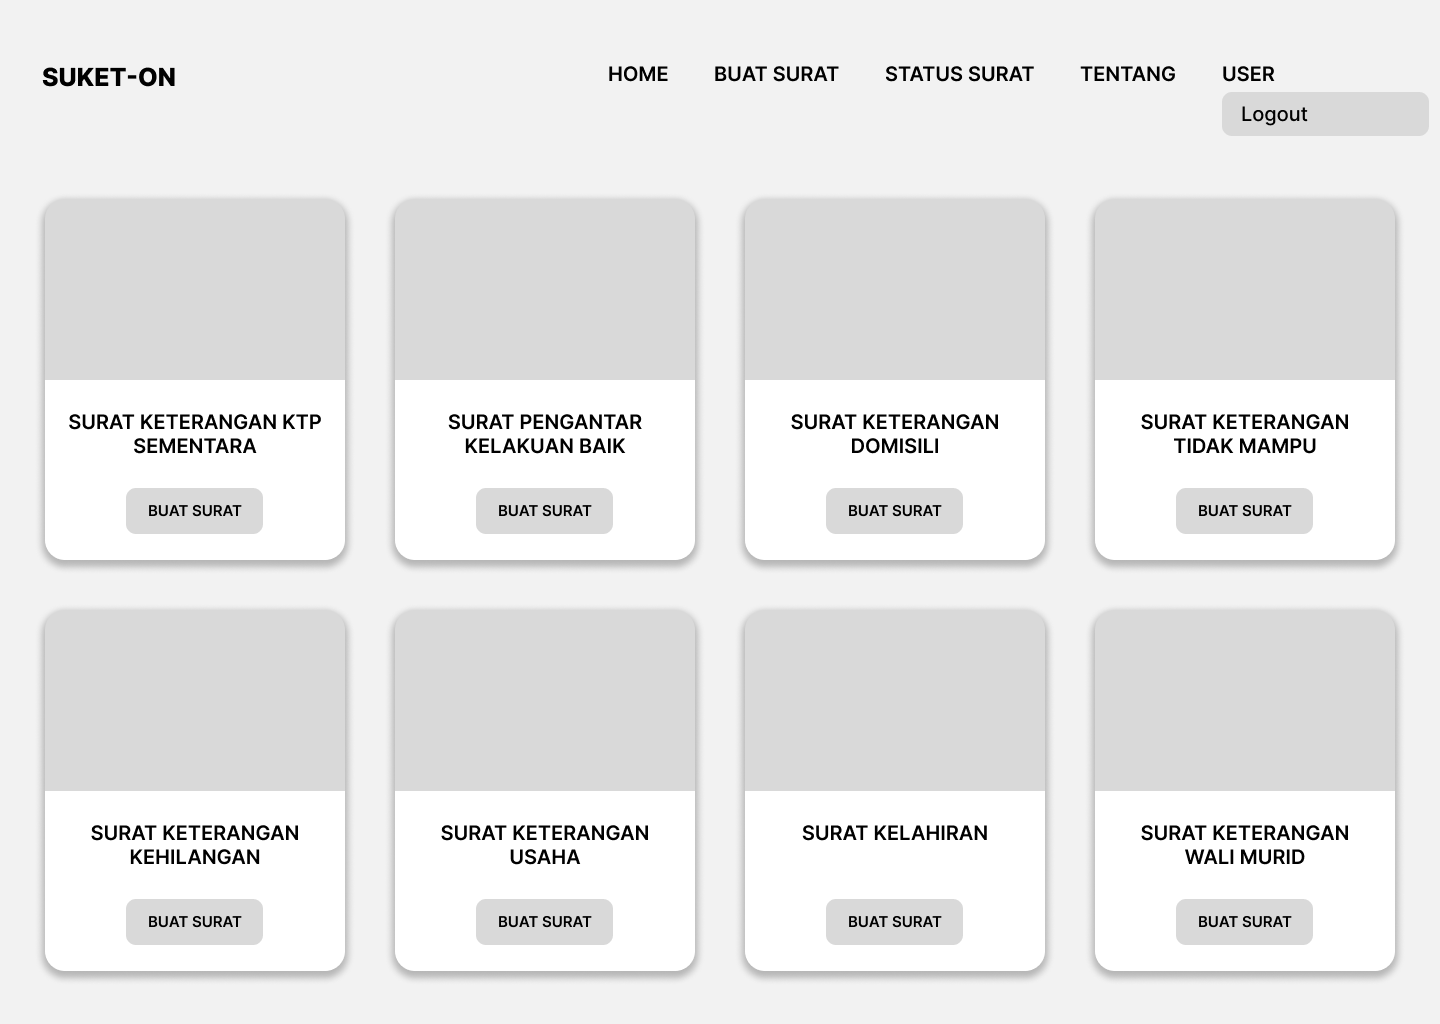 SUKET-ON
HOME
BUAT SURAT
STATUS SURAT
TENTANG
USER
Logout
SURAT KETERANGAN KTP
SEMENTARA
BUAT SURAT
SURAT PENGANTAR
KELAKUAN BAIK
BUAT SURAT
SURAT KETERANGAN
DOMISILI
BUAT SURAT
SURAT KETERANGAN
TIDAK MAMPU
BUAT SURAT
SURAT KETERANGAN
KEHILANGAN
BUAT SURAT
SURAT KETERANGAN
USAHA
BUAT SURAT
SURAT KELAHIRAN
BUAT SURAT
SURAT KETERANGAN
WALI MURID
BUAT SURAT